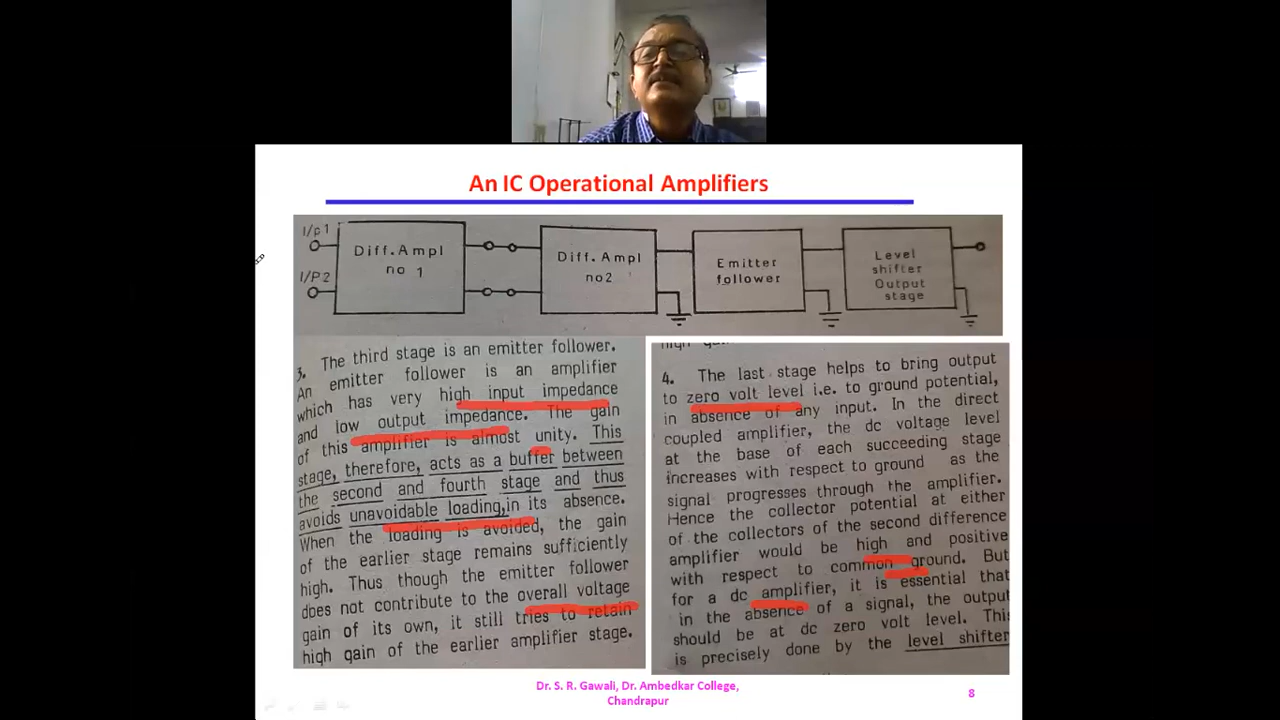 An IC Operational Amplifiers
I/p1
I/P2
Diff.Ampl
no 1
Diff.Ampl
no2
Emitter
follower
Level
shifter
Output
stage
3. The third stage is an emitter follower.
An emitter follower is an amplifier
which has very high input impedance
and low output impedance. The gain
of this amplifier is almost unity. This
stage, therefore, acts as a buffer between
the second and fourth stage and thus
avoids unavoidable loading,in its absence.
When the loading is avoided, the gain
of the earlier stage remains sufficiently
high. Thus though the emitter follower
does not contribute to the overall voltage
gain of its own, it still tries to retain
high gain of the earlier amplifier stage.
4. The last stage helps to bring output
to zero volt level i.e. to ground potential,
in absence of any input. In the direct
coupled amplifier, the dc voltage level
at the base of each succeeding stage
increases with respect to ground as the
signal progresses through the amplifier.
Hence the collector potential at either
of the collectors of the second difference
amplifier would be high and positive
with respect to common ground. But
for a dc amplifier, it is essential that
in the absence of a signal, the output
should be at dc zero volt level. This
is precisely done by the level shifter
Dr. S. R. Gawali, Dr. Ambedkar College,
Chandrapur
8